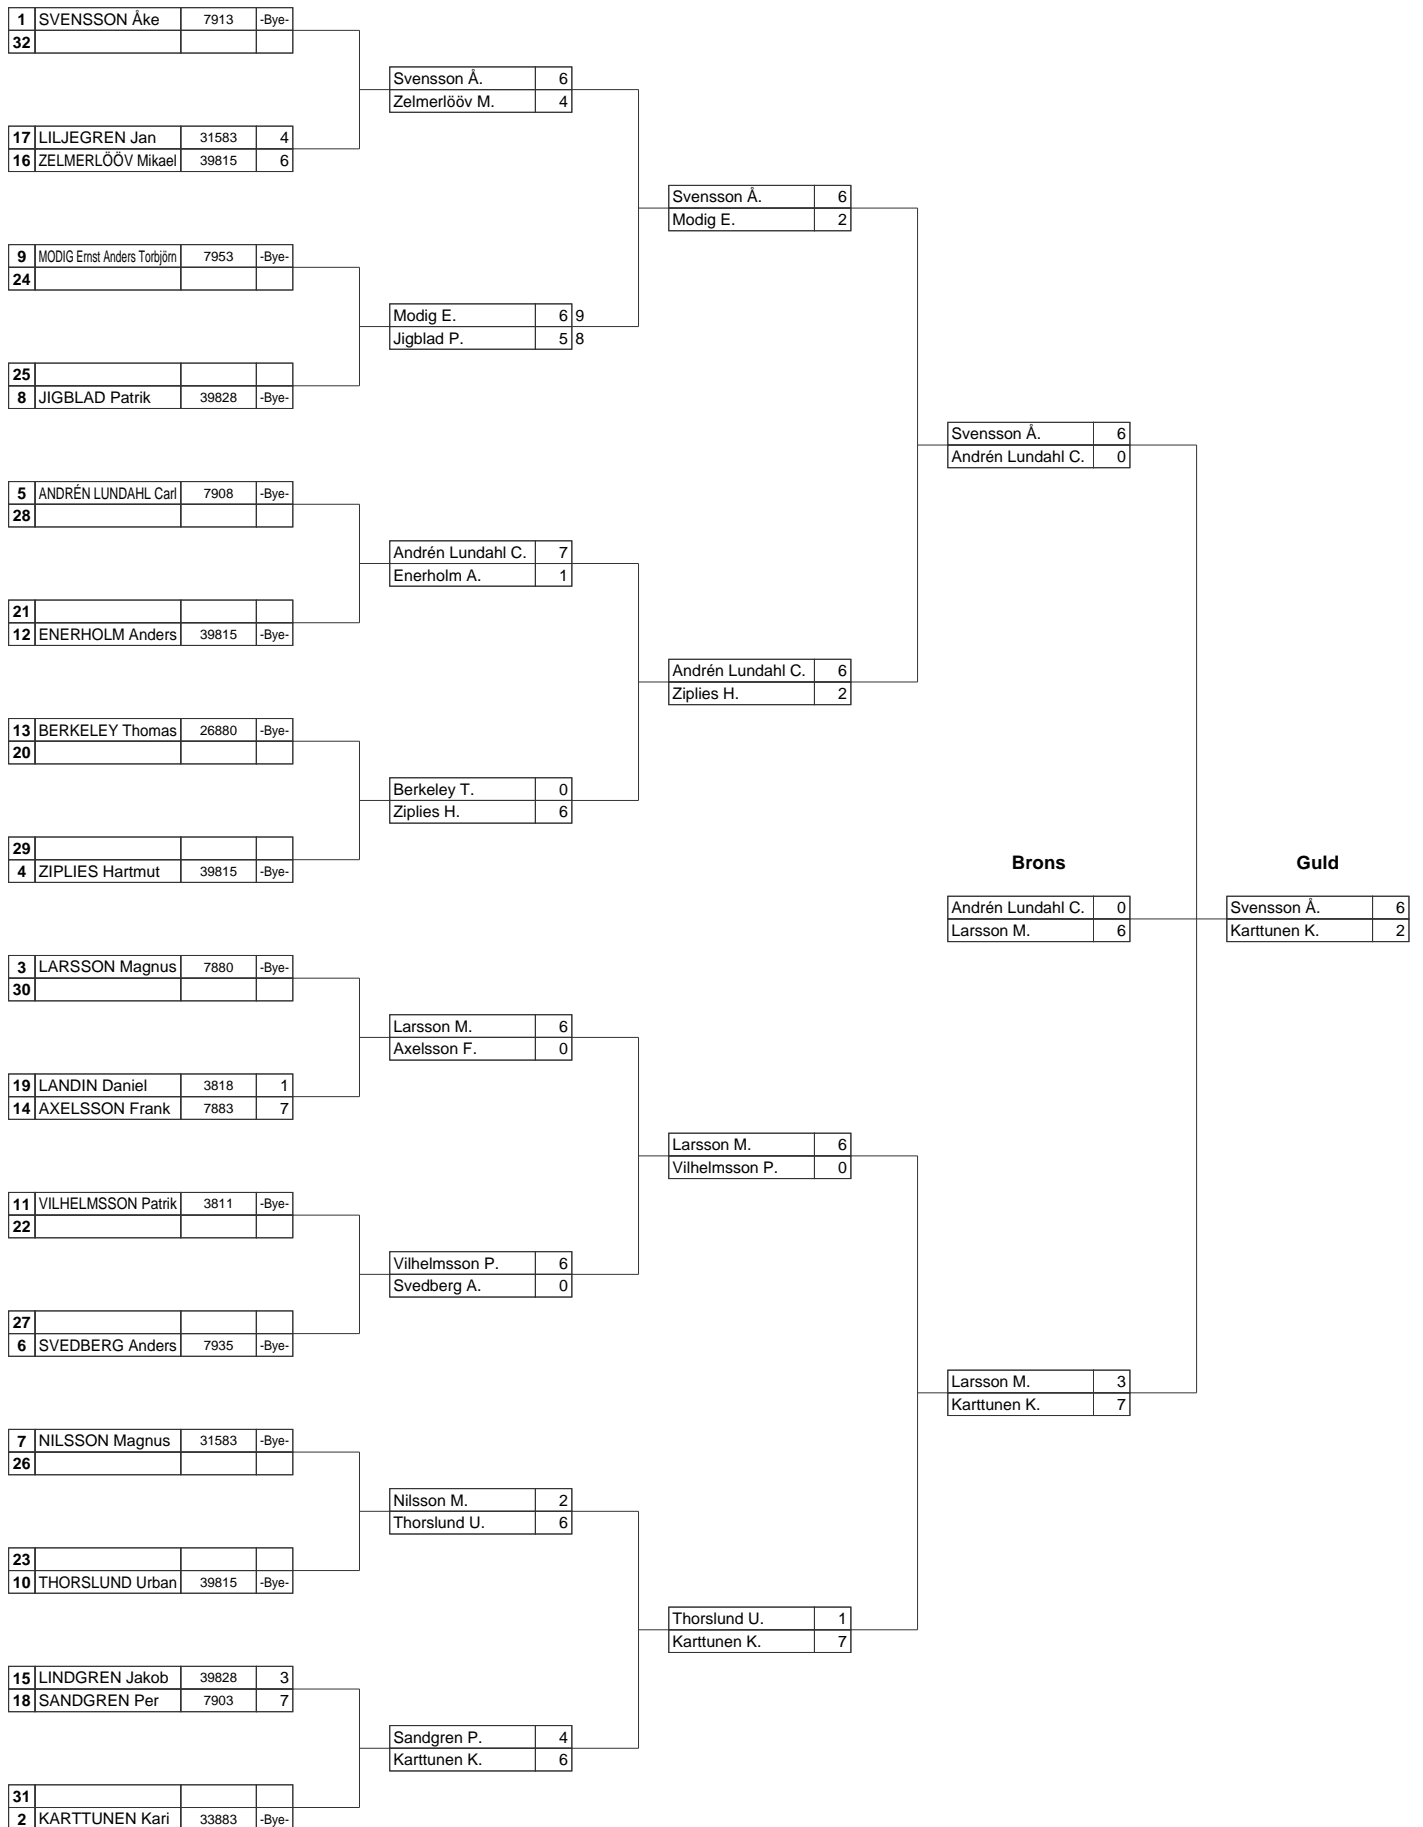 1 SVENSSON Åke 7913 -Bye-
32
Svensson Å. 6
Zelmerlööv M. 4
17 LILJEGREN Jan 31583 4
16 ZELMERLÖÖV Mikael 39815 6
Svensson Å. 6
Modig E. 2
9 MODIG Ernst Anders Torbjörn 7953 -Bye-
24
Modig E. 6 9
Jigblad P. 5 8
25
8 JIGBLAD Patrik 39828 -Bye-
Svensson Å. 6
Andrén Lundahl C. 0
5 ANDRÉN LUNDAHL Carl 7908 -Bye-
28
Andrén Lundahl C. 7
Enerholm A. 1
21
12 ENERHOLM Anders 39815 -Bye-
Andrén Lundahl C. 6
Ziplies H. 2
13 BERKELEY Thomas 26880 -Bye-
20
Berkeley T. 0
Ziplies H. 6
29
4 ZIPLIES Hartmut 39815 -Bye-
Brons Guld
Andrén Lundahl C. 0 Svensson Å. 6
Larsson M. 6 Karttunen K. 2
3 LARSSON Magnus 7880 -Bye-
30
Larsson M. 6
Axelsson F. 0
19 LANDIN Daniel 3818 1
14 AXELSSON Frank 7883 7
Larsson M. 6
Vilhelmsson P. 0
11 VILHELMSSON Patrik 3811 -Bye-
22
Vilhelmsson P. 6
Svedberg A. 0
27
6 SVEDBERG Anders 7935 -Bye-
Larsson M. 3
Karttunen K. 7
7 NILSSON Magnus 31583 -Bye-
26
Nilsson M. 2
Thorslund U. 6
23
10 THORSLUND Urban 39815 -Bye-
Thorslund U. 1
Karttunen K. 7
15 LINDGREN Jakob 39828 3
18 SANDGREN Per 7903 7
Sandgren P. 4
Karttunen K. 6
31
2 KARTTUNEN Kari 33883 -Bye-